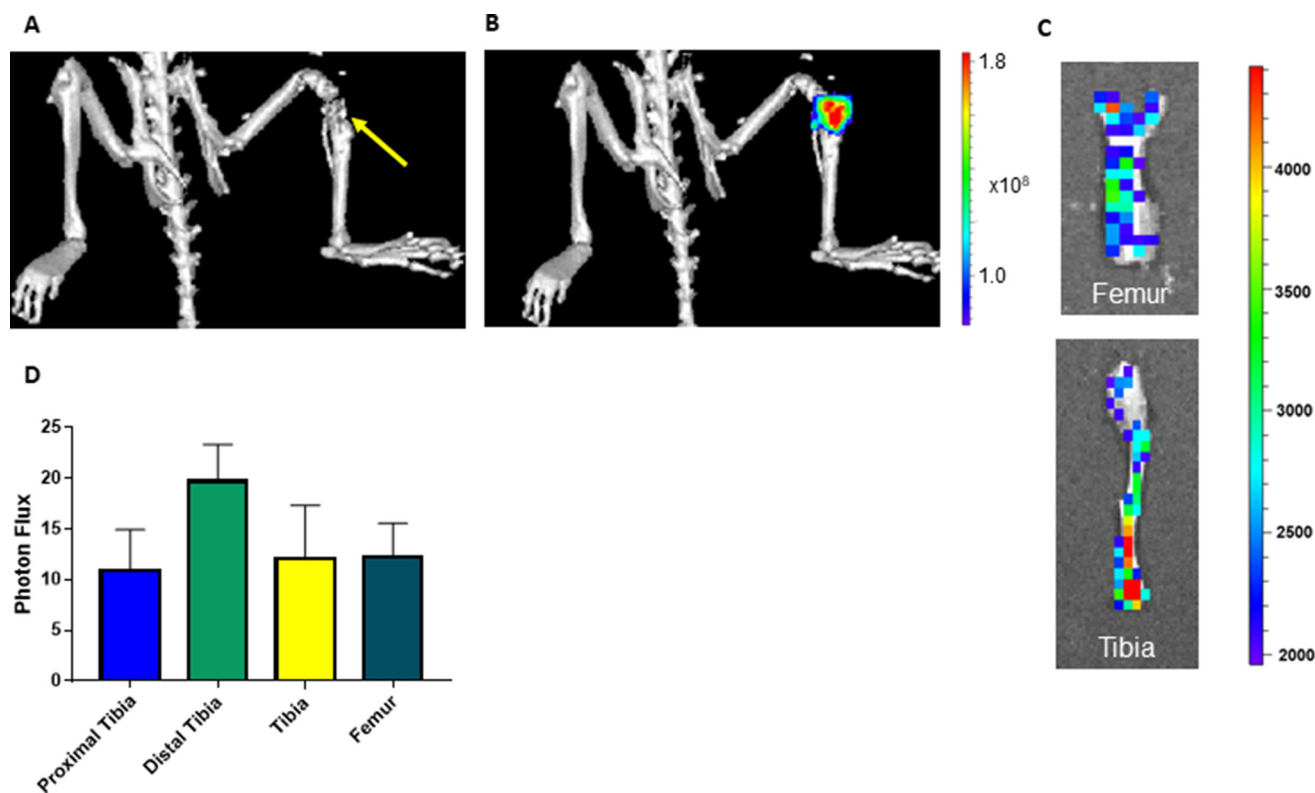 A
B
C
1.8
x10⁸
1.0
Femur
4000
3500
3000
2500
2000
Tibia
D
25
20
15
10
5
0
Photon Flux
Proximal Tibia
Distal Tibia
Tibia
Femur